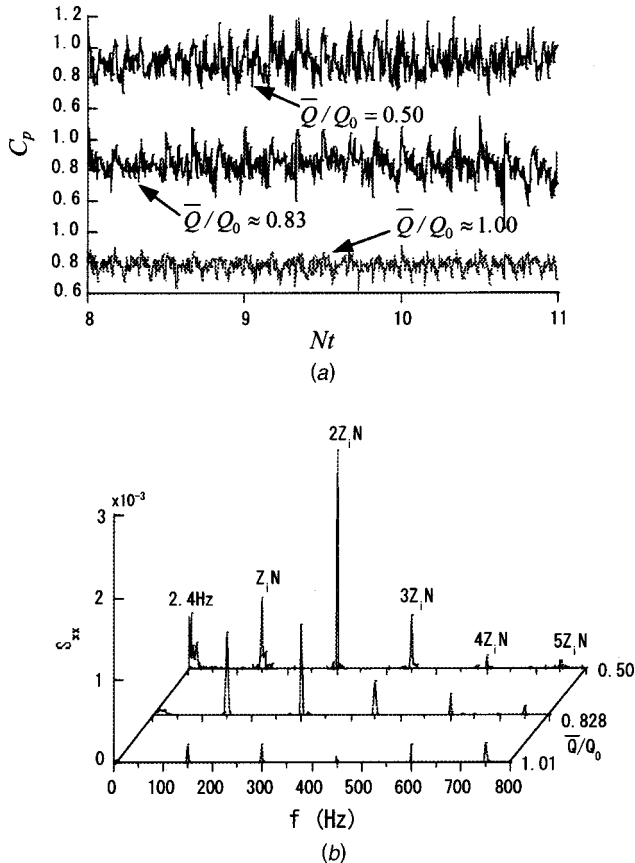 1.2
1.0
0.8
0.6
Q̅/Q₀ = 0.50
1.0
C_p
0.8
0.6
Q̅/Q₀ ≈ 0.83
Q̅/Q₀ ≈ 1.00
1.0
0.8
0.6
8 9 10 11
Nt
(a)
2ZᵢN
x10⁻³
3
2
2.4Hz
ZᵢN
3ZᵢN
S_xx
4ZᵢN
5ZᵢN
1
0.50
0.828
Q̅/Q₀
0
1.01
0 100 200 300 400 500 600 700 800
f (Hz)
(b)